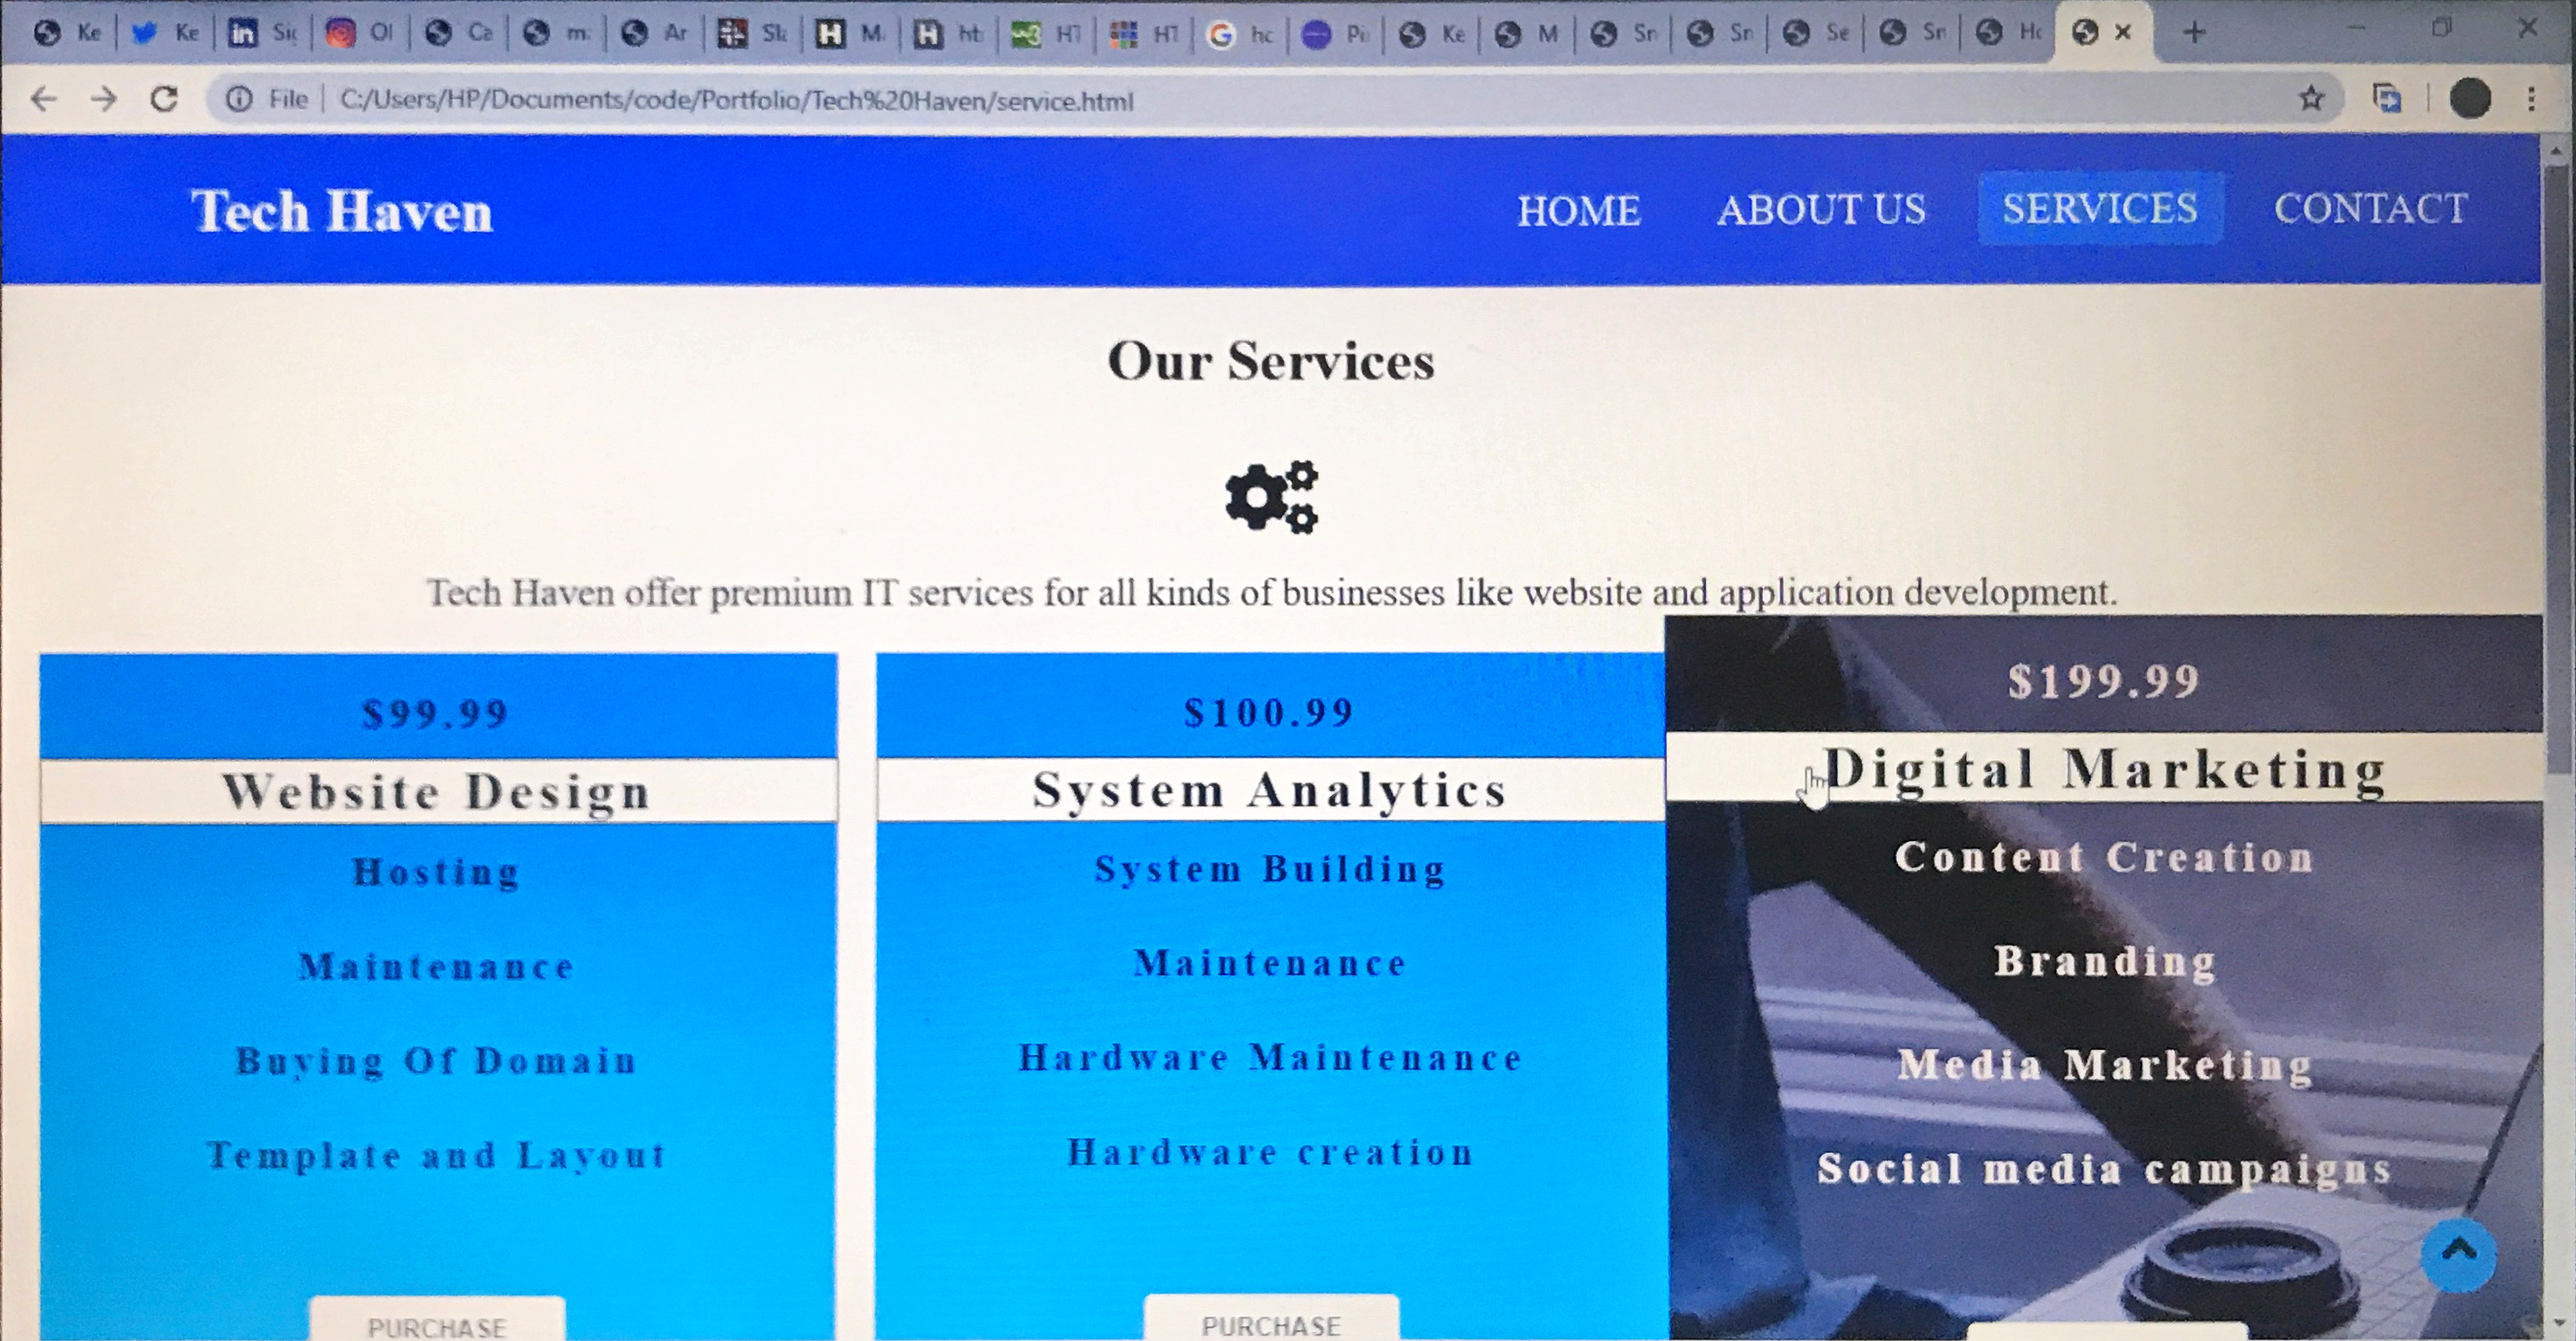 Ke Ke Sig Ol Ca m. Ar Sla M. ht HT HT hc Pi Ke M Sn Sn Se Sn Ho
File C:/Users/HP/Documents/code/Portfolio/Tech%20Haven/service.html
Tech Haven HOME ABOUT US SERVICES CONTACT
Our Services
Tech Haven offer premium IT services for all kinds of businesses like website and application development.
$99.99
Website Design
Hosting
Maintenance
Buying Of Domain
Template and Layout
PURCHASE
$100.99
System Analytics
System Building
Maintenance
Hardware Maintenance
Hardware creation
PURCHASE
$199.99
Digital Marketing
Content Creation
Branding
Media Marketing
Social media campaigns